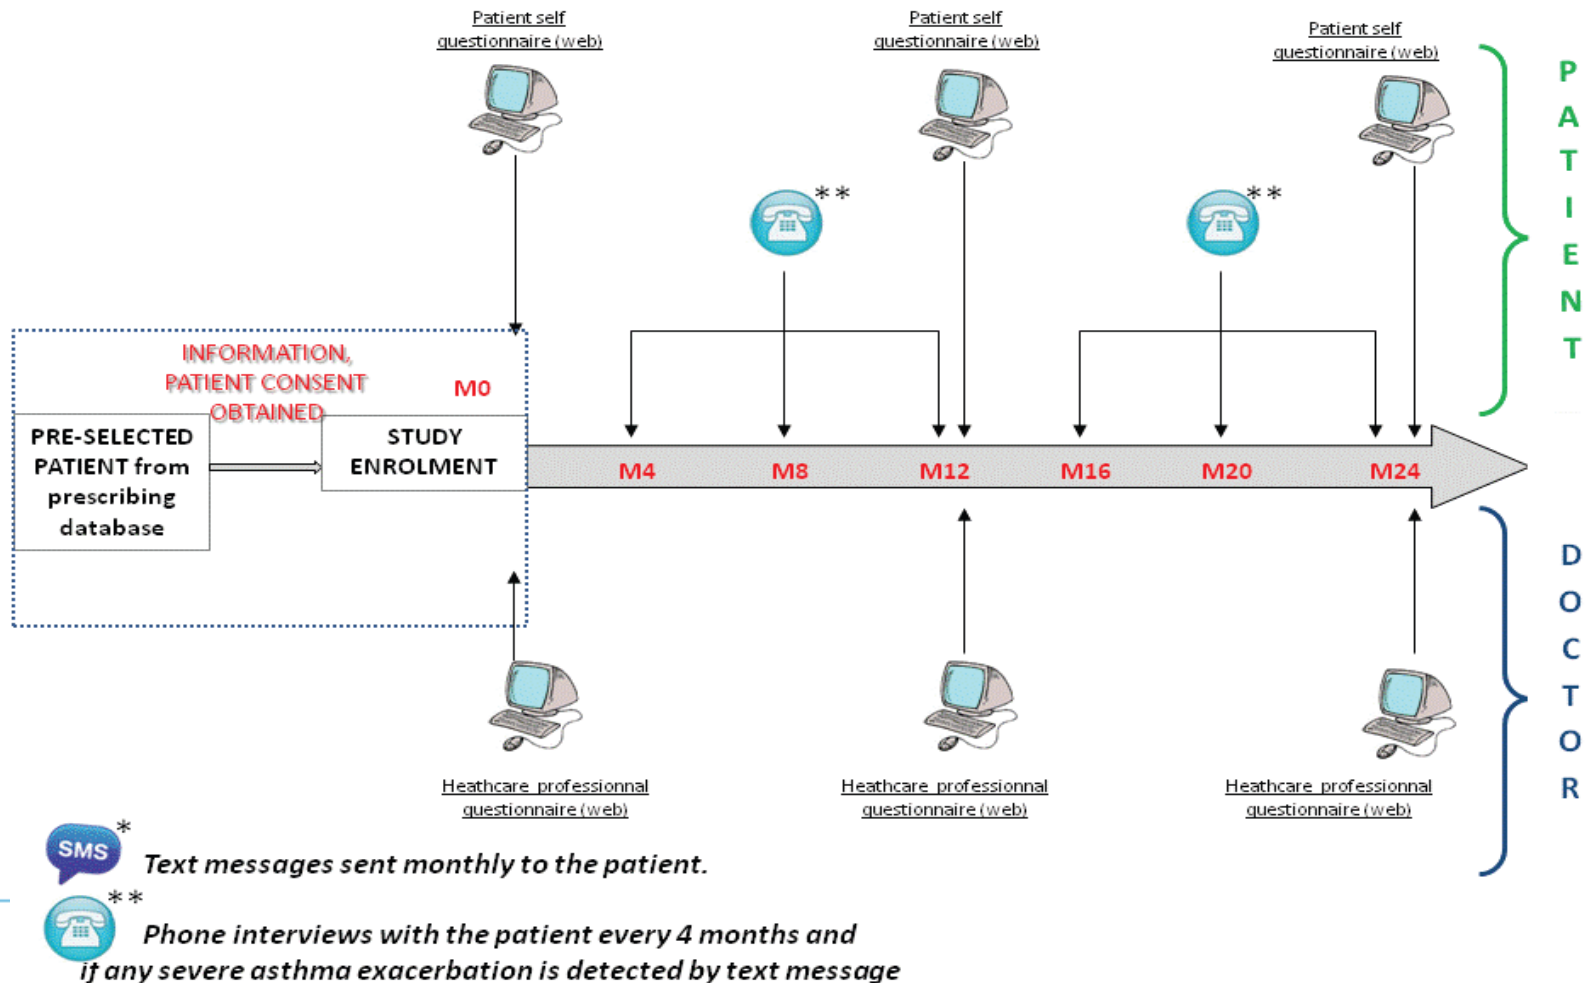 Patient self
questionnaire (web)
Patient self
questionnaire (web)
Patient self
questionnaire (web)
**
**
PATIENT
INFORMATION,
PATIENT CONSENT
OBTAINED
M0
PRE-SELECTED
PATIENT from
prescribing
database
STUDY
ENROLMENT
M4
M8
M12
M16
M20
M24
DOCTOR
Heathcare professionnal
questionnaire (web)
Heathcare professionnal
questionnaire (web)
Heathcare professionnal
questionnaire (web)
SMS*
Text messages sent monthly to the patient.
**
Phone interviews with the patient every 4 months and
if any severe asthma exacerbation is detected by text message